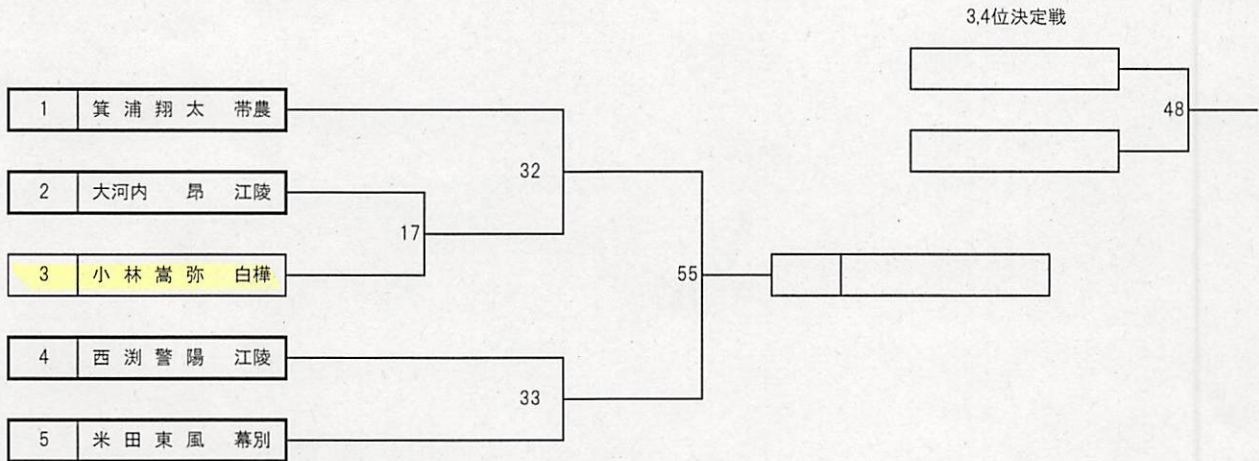 3,4位決定戦
48
1 箕浦翔太 帯農
32
2 大河内 昂 江陵
17
3 小林嵩弥 白樺
55
4 西渕警陽 江陵
33
5 米田東風 幕別